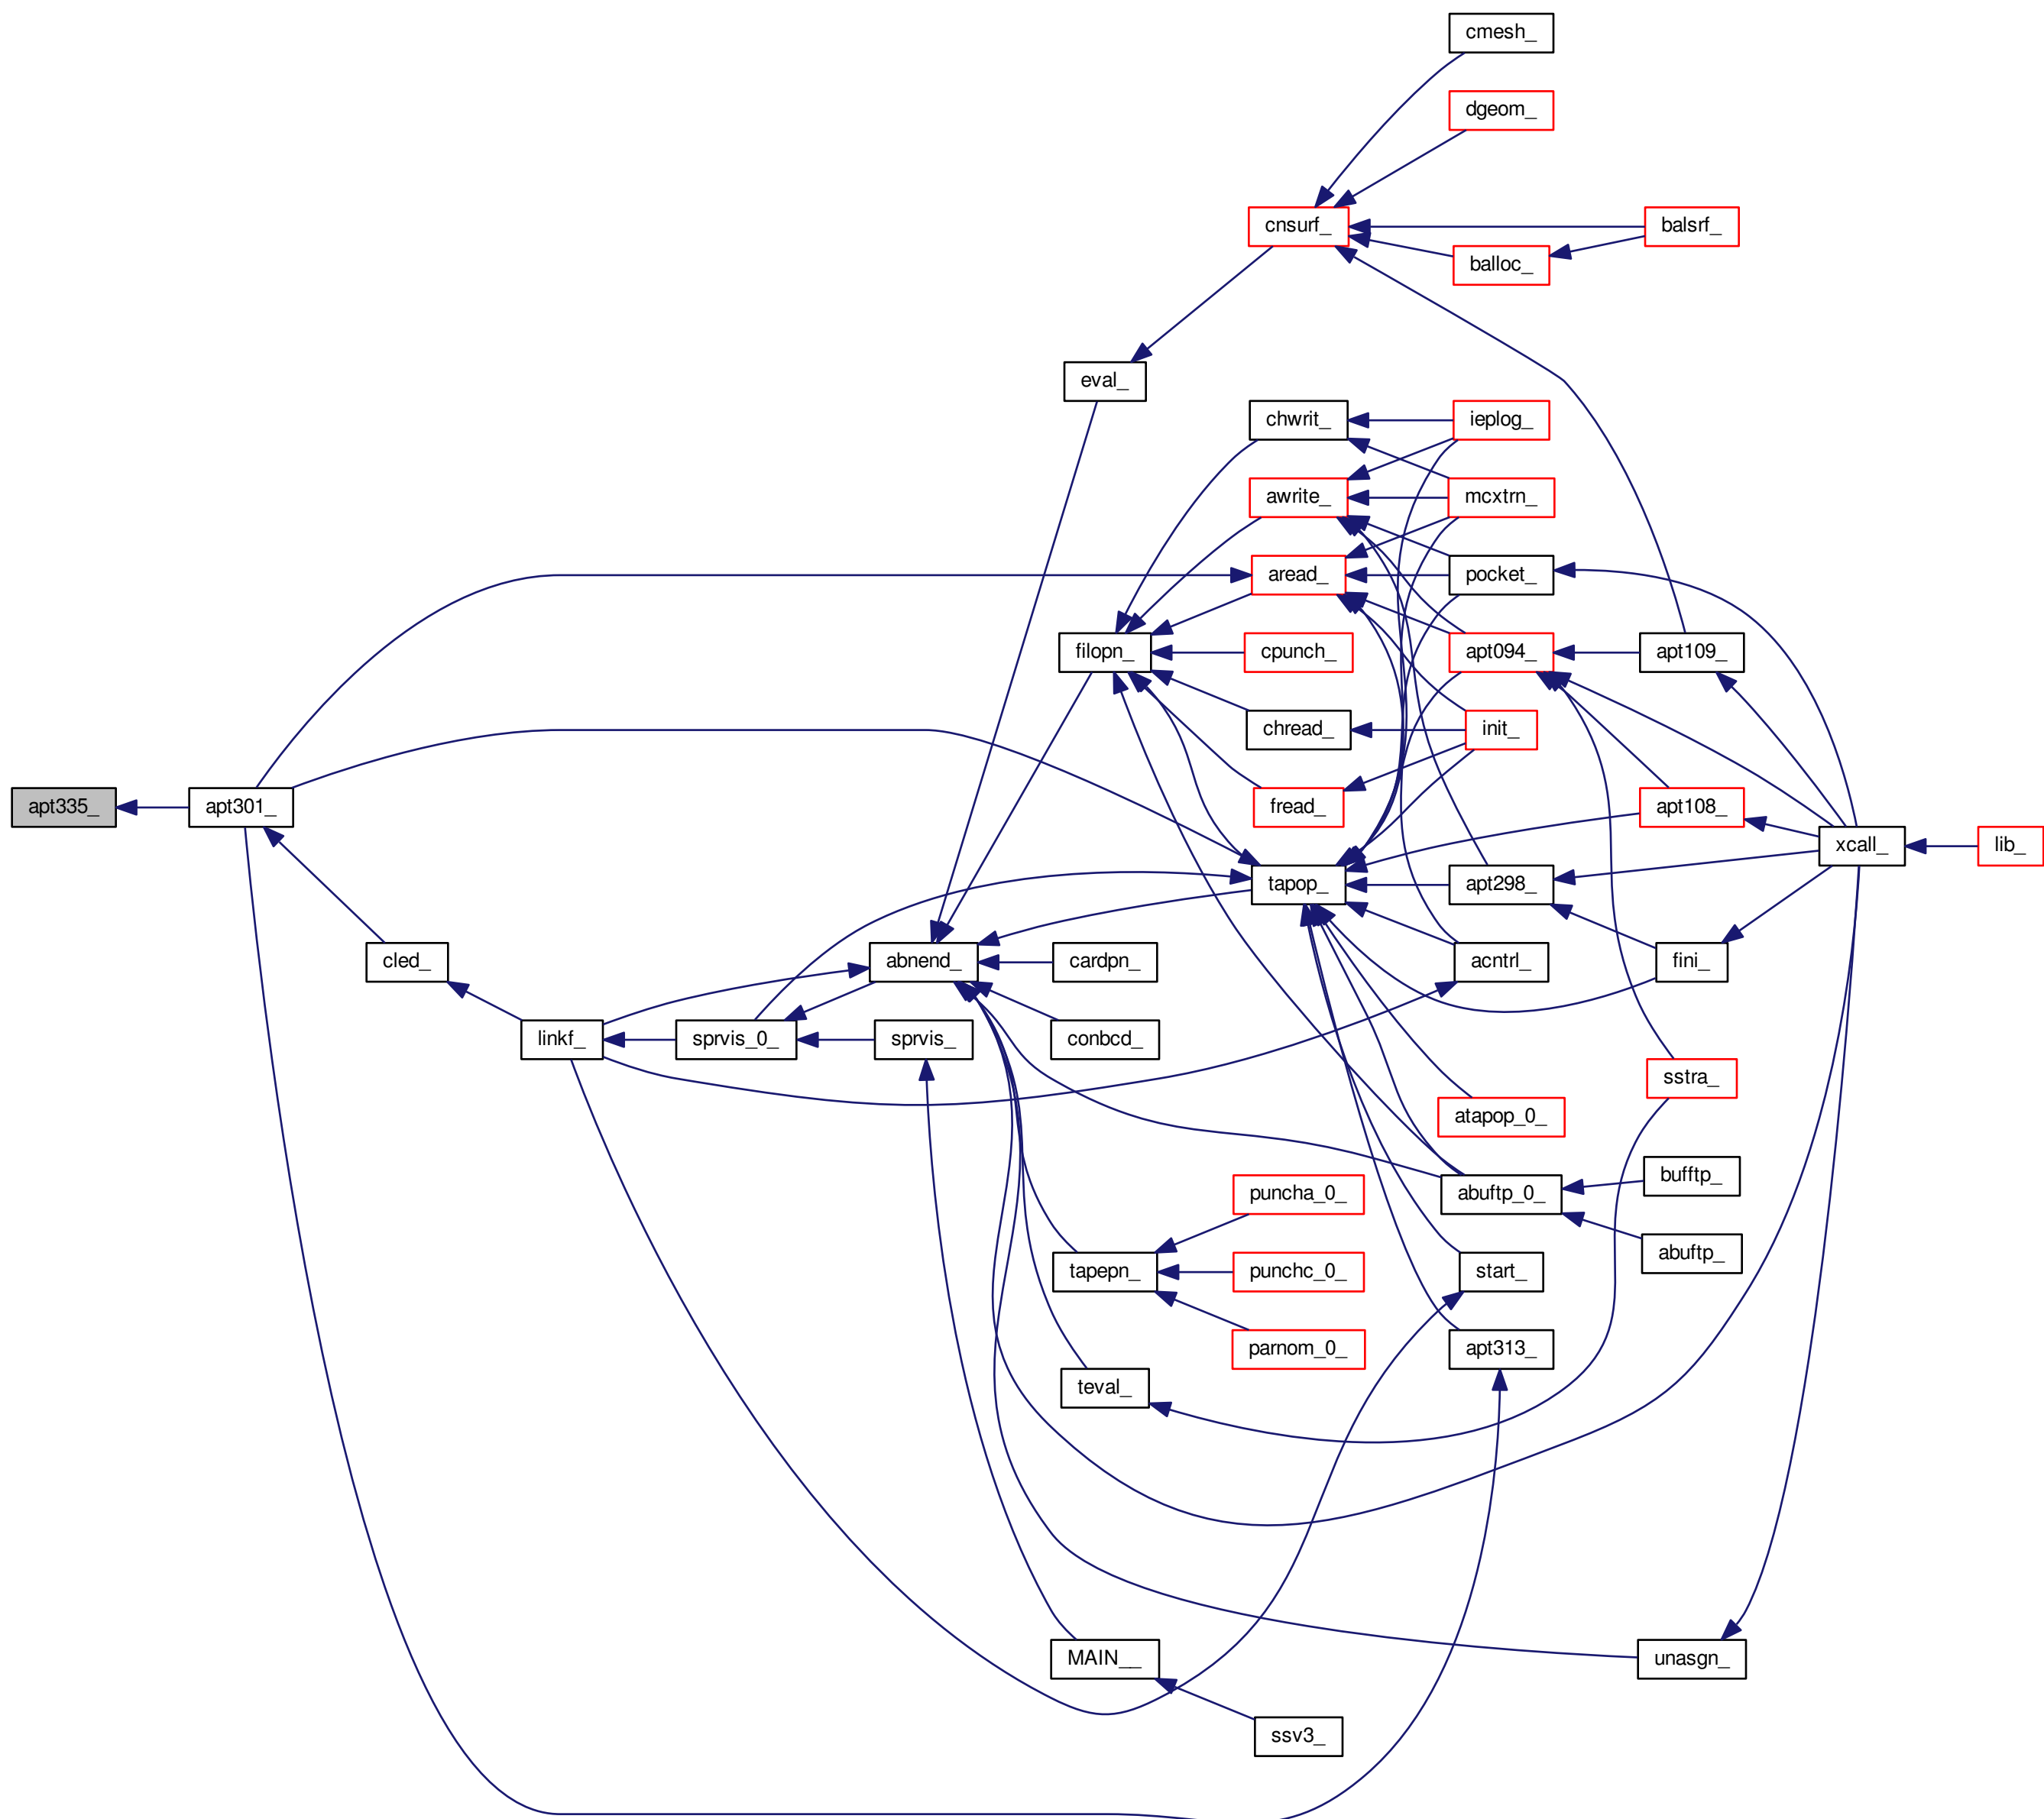 cmesh_
dgeom_
cnsurf_
balsrf_
balloc_
eval_
chwrit_
ieplog_
awrite_
mcxtrn_
aread_
pocket_
filopn_
cpunch_
apt094_
apt109_
chread_
init_
apt335_
apt301_
fread_
apt108_
xcall_
lib_
tapop_
apt298_
cled_
abnend_
cardpn_
acntrl_
fini_
linkf_
sprvis_0_
sprvis_
conbcd_
sstra_
atapop_0_
puncha_0_
abuftp_0_
bufftp_
abuftp_
tapepn_
punchc_0_
start_
parnom_0_
apt313_
teval_
MAIN__
unasgn_
ssv3_